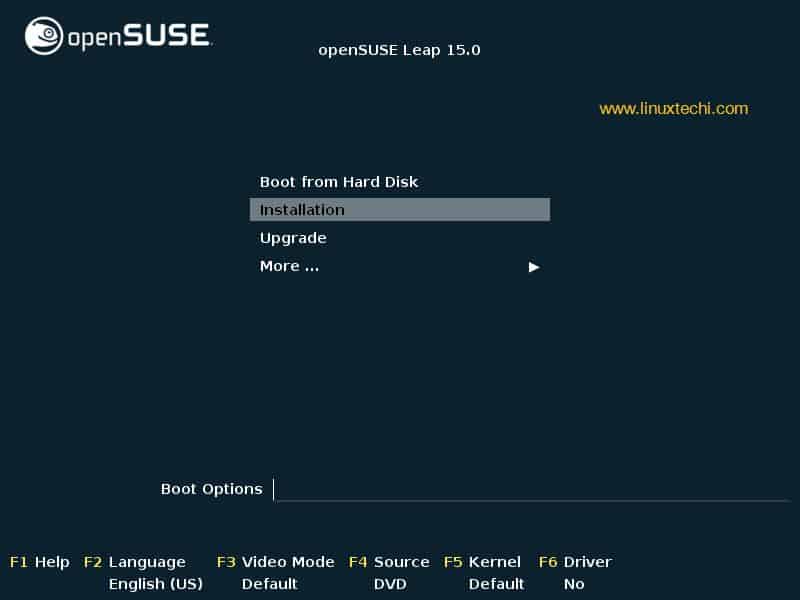 openSUSE.
openSUSE Leap 15.0
www.linuxtechi.com
Boot from Hard Disk
Installation
Upgrade
More ...
Boot Options
F1 Help F2 Language F3 Video Mode F4 Source F5 Kernel F6 Driver
English (US) Default DVD Default No